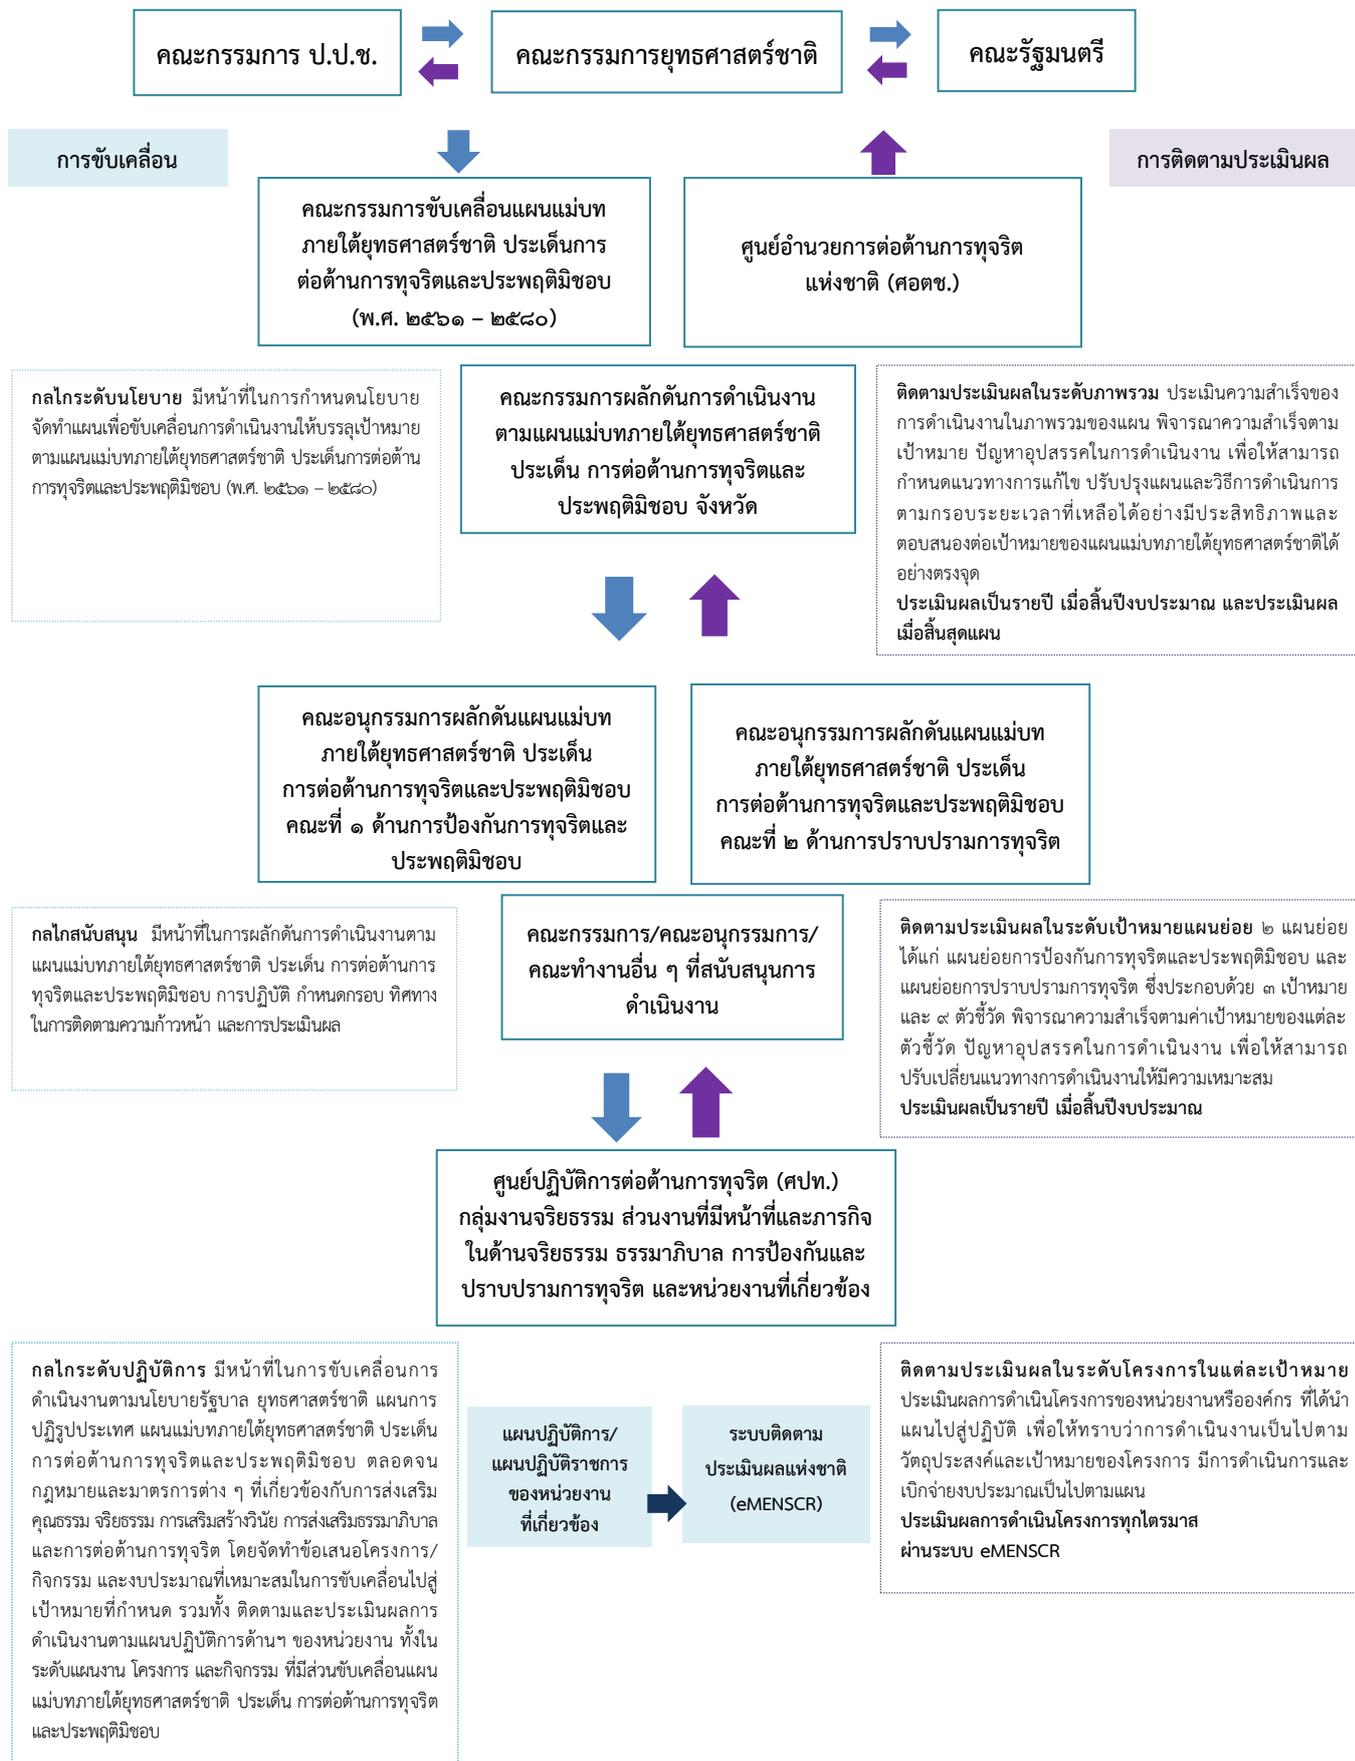 คณะกรรมการ ป.ป.ช.
คณะกรรมการยุทธศาสตร์ชาติ
คณะรัฐมนตรี
การขับเคลื่อน
การติดตามประเมินผล
คณะกรรมการขับเคลื่อนแผนแม่บท
ภายใต้ยุทธศาสตร์ชาติ ประเด็นการ
ต่อต้านการทุจริตและประพฤติมิชอบ
(พ.ศ. ๒๕๖๑ – ๒๕๘๐)
ศูนย์อำนวยการต่อต้านการทุจริต
แห่งชาติ (ศอตช.)
กลไกระดับนโยบาย มีหน้าที่ในการกำหนดนโยบาย
จัดทำแผนเพื่อขับเคลื่อนการดำเนินงานให้บรรลุเป้าหมาย
ตามแผนแม่บทภายใต้ยุทธศาสตร์ชาติ ประเด็นการต่อต้าน
การทุจริตและประพฤติมิชอบ (พ.ศ. ๒๕๖๑ – ๒๕๘๐)
คณะกรรมการผลักดันการดำเนินงาน
ตามแผนแม่บทภายใต้ยุทธศาสตร์ชาติ
ประเด็น การต่อต้านการทุจริตและ
ประพฤติมิชอบ จังหวัด
ติดตามประเมินผลในระดับภาพรวม ประเมินความสำเร็จของ
การดำเนินงานในภาพรวมของแผน พิจารณาความสำเร็จตาม
เป้าหมาย ปัญหาอุปสรรคในการดำเนินงาน เพื่อให้สามารถ
กำหนดแนวทางการแก้ไข ปรับปรุงแผนและวิธีการดำเนินการ
ตามกรอบระยะเวลาที่เหลือได้อย่างมีประสิทธิภาพและ
ตอบสนองต่อเป้าหมายของแผนแม่บทภายใต้ยุทธศาสตร์ชาติได้
อย่างตรงจุด
ประเมินผลเป็นรายปี เมื่อสิ้นปีงบประมาณ และประเมินผล
เมื่อสิ้นสุดแผน
คณะอนุกรรมการผลักดันแผนแม่บท
ภายใต้ยุทธศาสตร์ชาติ ประเด็น
การต่อต้านการทุจริตและประพฤติมิชอบ
คณะที่ ๑ ด้านการป้องกันการทุจริตและ
ประพฤติมิชอบ
คณะอนุกรรมการผลักดันแผนแม่บท
ภายใต้ยุทธศาสตร์ชาติ ประเด็น
การต่อต้านการทุจริตและประพฤติมิชอบ
คณะที่ ๒ ด้านการปราบปรามการทุจริต
กลไกสนับสนุน มีหน้าที่ในการผลักดันการดำเนินงานตาม
แผนแม่บทภายใต้ยุทธศาสตร์ชาติ ประเด็น การต่อต้านการ
ทุจริตและประพฤติมิชอบ การปฏิบัติ กำหนดกรอบ ทิศทาง
ในการติดตามความก้าวหน้า และการประเมินผล
คณะกรรมการ/คณะอนุกรรมการ/
คณะทำงานอื่น ๆ ที่สนับสนุนการ
ดำเนินงาน
ติดตามประเมินผลในระดับเป้าหมายแผนย่อย ๒ แผนย่อย
ได้แก่ แผนย่อยการป้องกันการทุจริตและประพฤติมิชอบ และ
แผนย่อยการปราบปรามการทุจริต ซึ่งประกอบด้วย ๓ เป้าหมาย
และ ๙ ตัวชี้วัด พิจารณาความสำเร็จตามค่าเป้าหมายของแต่ละ
ตัวชี้วัด ปัญหาอุปสรรคในการดำเนินงาน เพื่อให้สามารถ
ปรับเปลี่ยนแนวทางการดำเนินงานให้มีความเหมาะสม
ประเมินผลเป็นรายปี เมื่อสิ้นปีงบประมาณ
ศูนย์ปฏิบัติการต่อต้านการทุจริต (ศปท.)
กลุ่มงานจริยธรรม ส่วนงานที่มีหน้าที่และภารกิจ
ในด้านจริยธรรม ธรรมาภิบาล การป้องกันและ
ปราบปรามการทุจริต และหน่วยงานที่เกี่ยวข้อง
กลไกระดับปฏิบัติการ มีหน้าที่ในการขับเคลื่อนการ
ดำเนินงานตามนโยบายรัฐบาล ยุทธศาสตร์ชาติ แผนการ
ปฏิรูปประเทศ แผนแม่บทภายใต้ยุทธศาสตร์ชาติ ประเด็น
การต่อต้านการทุจริตและประพฤติมิชอบ ตลอดจน
กฎหมายและมาตรการต่าง ๆ ที่เกี่ยวข้องกับการส่งเสริม
คุณธรรม จริยธรรม การเสริมสร้างวินัย การส่งเสริมธรรมาภิบาล
และการต่อต้านการทุจริต โดยจัดทำข้อเสนอโครงการ/
กิจกรรม และงบประมาณที่เหมาะสมในการขับเคลื่อนไปสู่
เป้าหมายที่กำหนด รวมทั้ง ติดตามและประเมินผลการ
ดำเนินงานตามแผนปฏิบัติการด้านฯ ของหน่วยงาน ทั้งใน
ระดับแผนงาน โครงการ และกิจกรรม ที่มีส่วนขับเคลื่อนแผน
แม่บทภายใต้ยุทธศาสตร์ชาติ ประเด็น การต่อต้านการทุจริต
และประพฤติมิชอบ
แผนปฏิบัติการ/
แผนปฏิบัติราชการ
ของหน่วยงาน
ที่เกี่ยวข้อง
ระบบติดตาม
ประเมินผลแห่งชาติ
(eMENSCR)
ติดตามประเมินผลในระดับโครงการในแต่ละเป้าหมาย
ประเมินผลการดำเนินโครงการของหน่วยงานหรือองค์กร ที่ได้นำ
แผนไปสู่ปฏิบัติ เพื่อให้ทราบว่าการดำเนินงานเป็นไปตาม
วัตถุประสงค์และเป้าหมายของโครงการ มีการดำเนินการและ
เบิกจ่ายงบประมาณเป็นไปตามแผน
ประเมินผลการดำเนินโครงการทุกไตรมาส
ผ่านระบบ eMENSCR